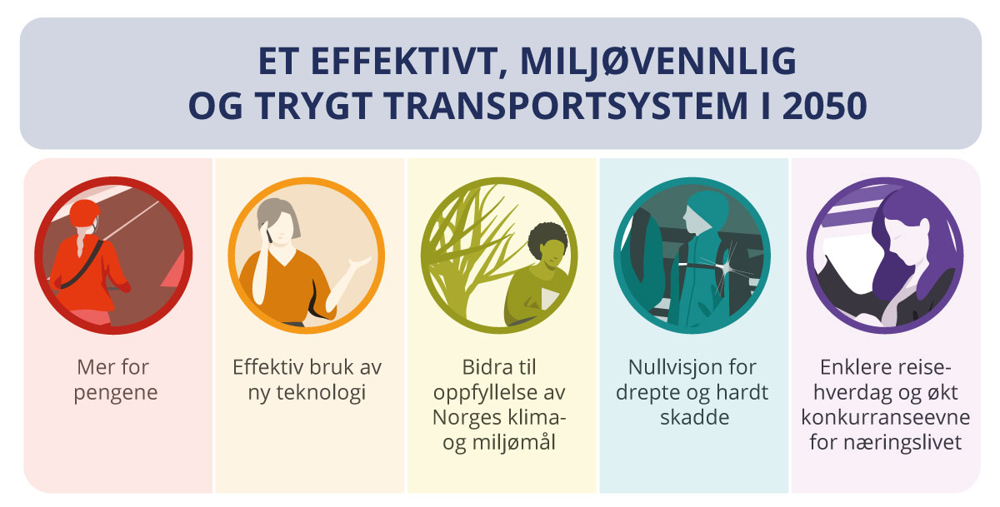 ET EFFEKTIVT, MILJØVENNLIG
OG TRYGT TRANSPORTSYSTEM I 2050
Mer for
pengene
Effektiv bruk av
ny teknologi
Bidra til
oppfyllelse av
Norges klima-
og miljømål
Nullvisjon for
drepte og hardt
skadde
Enklere reise-
hverdag og økt
konkurranseevne
for næringslivet